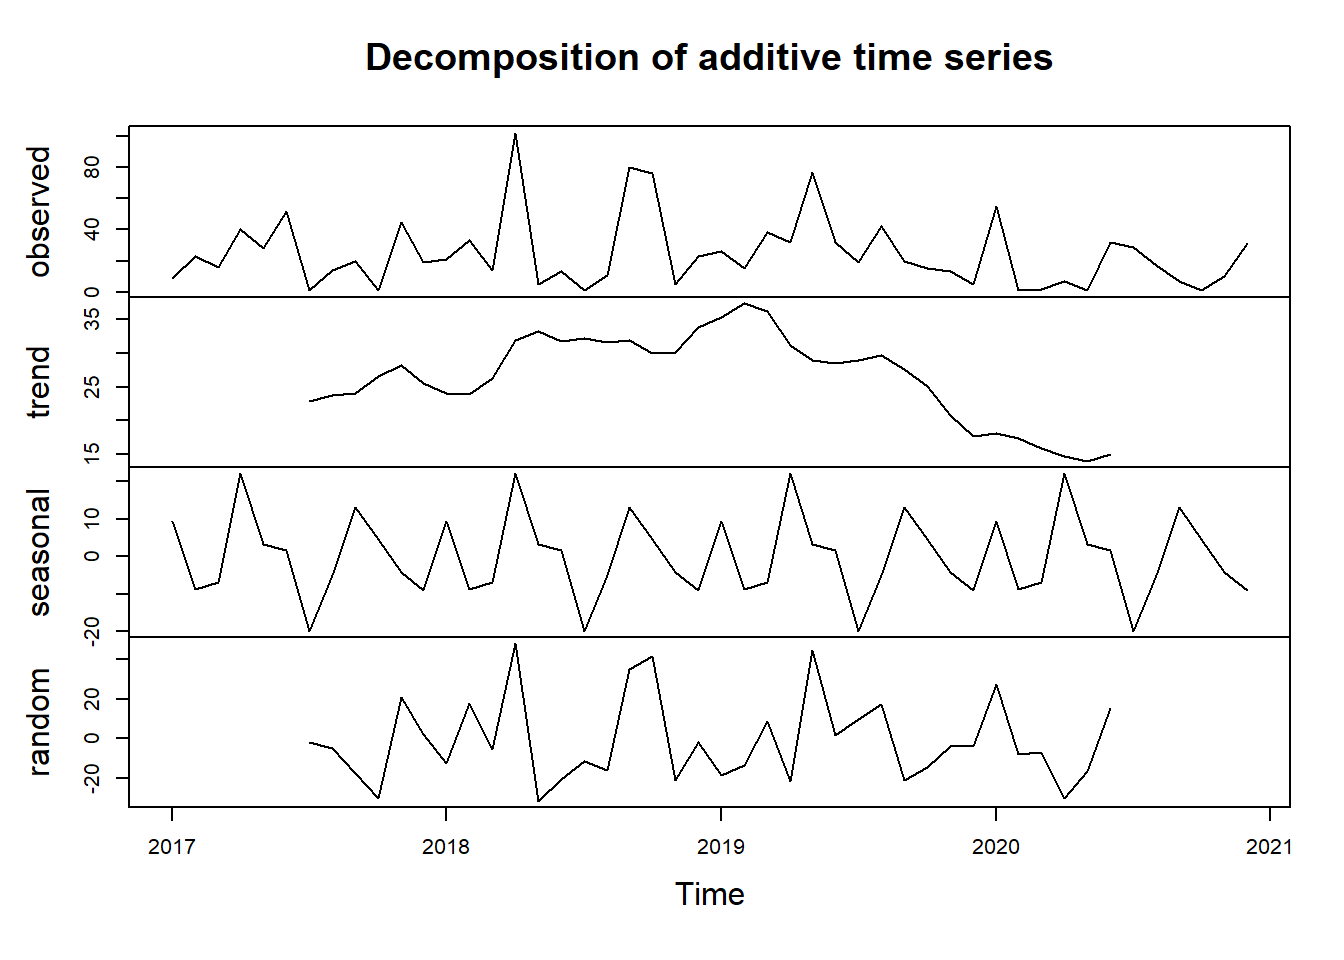 Decomposition of additive time series
observed
0 40 80
trend
15 25 35
seasonal
-20 0 10
random
-20 0 20
2017 2018 2019 2020 2021
Time